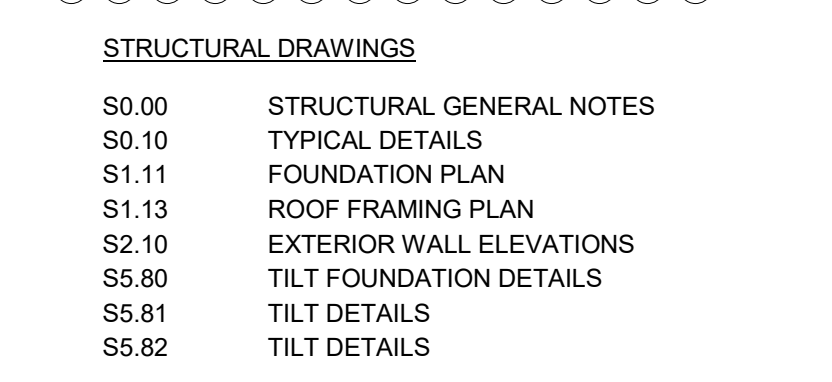 STRUCTURAL DRAWINGS
S0.00 STRUCTURAL GENERAL NOTES
S0.10 TYPICAL DETAILS
S1.11 FOUNDATION PLAN
S1.13 ROOF FRAMING PLAN
S2.10 EXTERIOR WALL ELEVATIONS
S5.80 TILT FOUNDATION DETAILS
S5.81 TILT DETAILS
S5.82 TILT DETAILS